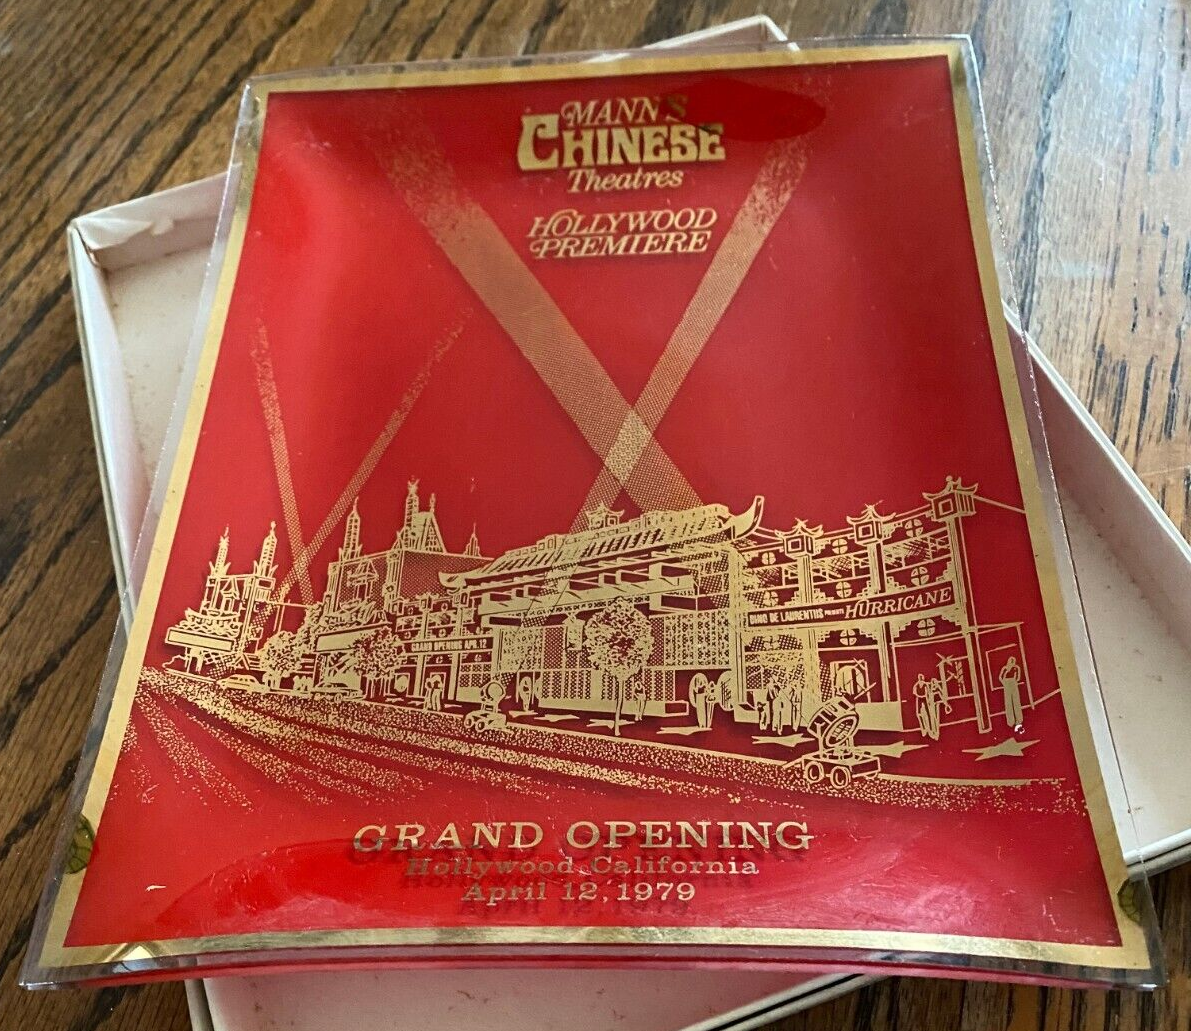 MANN'S
CHINESE
Theatres
HOLLYWOOD
PREMIERE
GRAND OPENING APR. 12
DINO DE LAURENTIIS PRESENTS HURRICANE
GRAND OPENING
Hollywood, California
April 12, 1979